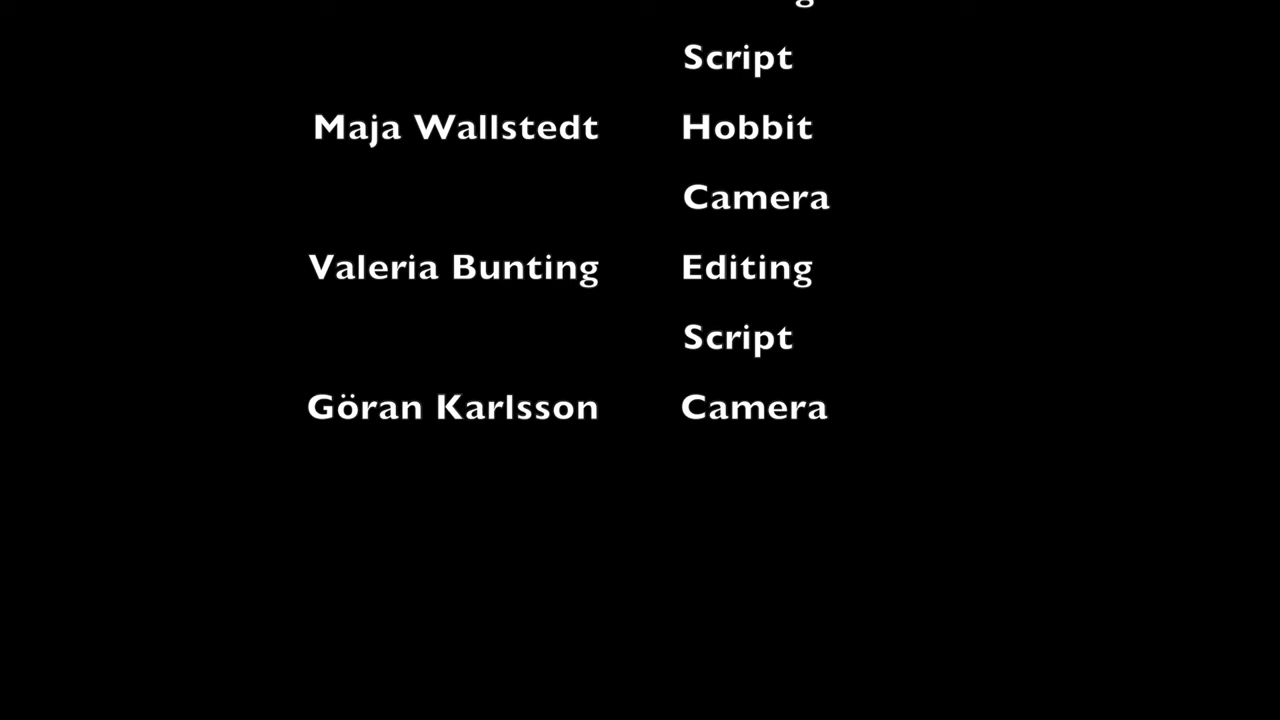 Script
Maja Wallstedt Hobbit
Camera
Valeria Bunting Editing
Script
Göran Karlsson Camera